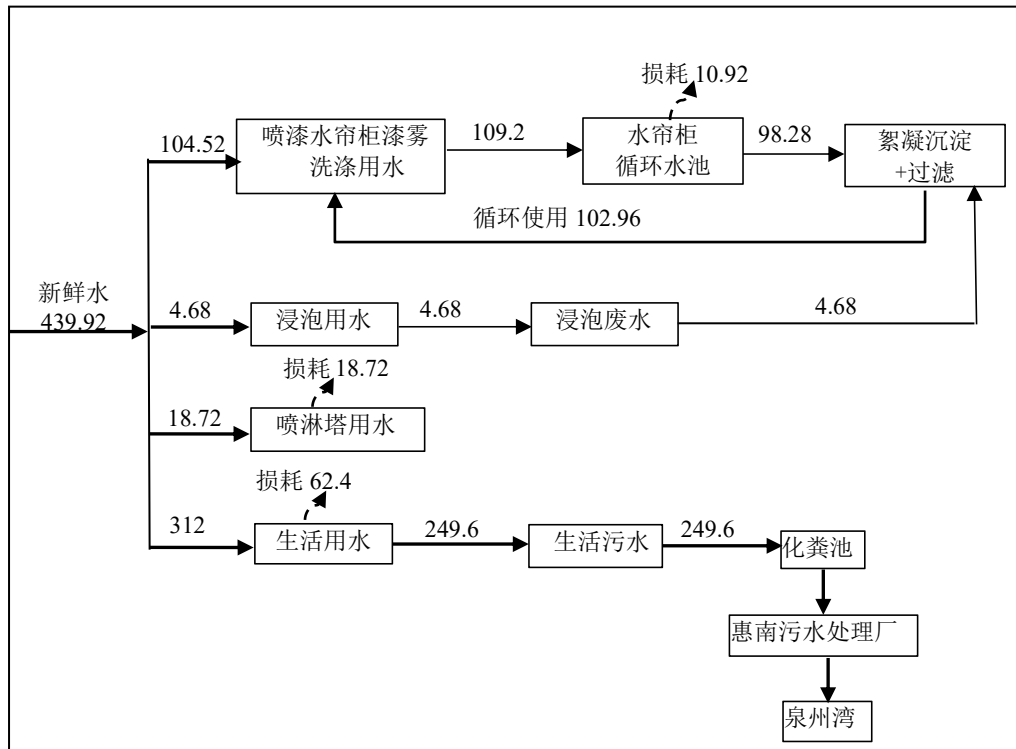 损耗 10.92
104.52
喷漆水帘柜漆雾
洗涤用水
109.2
水帘柜
循环水池
98.28
絮凝沉淀
+过滤
循环使用 102.96
新鲜水
439.92
4.68
浸泡用水
4.68
浸泡废水
4.68
损耗 18.72
18.72
喷淋塔用水
损耗 62.4
312
生活用水
249.6
生活污水
249.6
化粪池
惠南污水处理厂
泉州湾